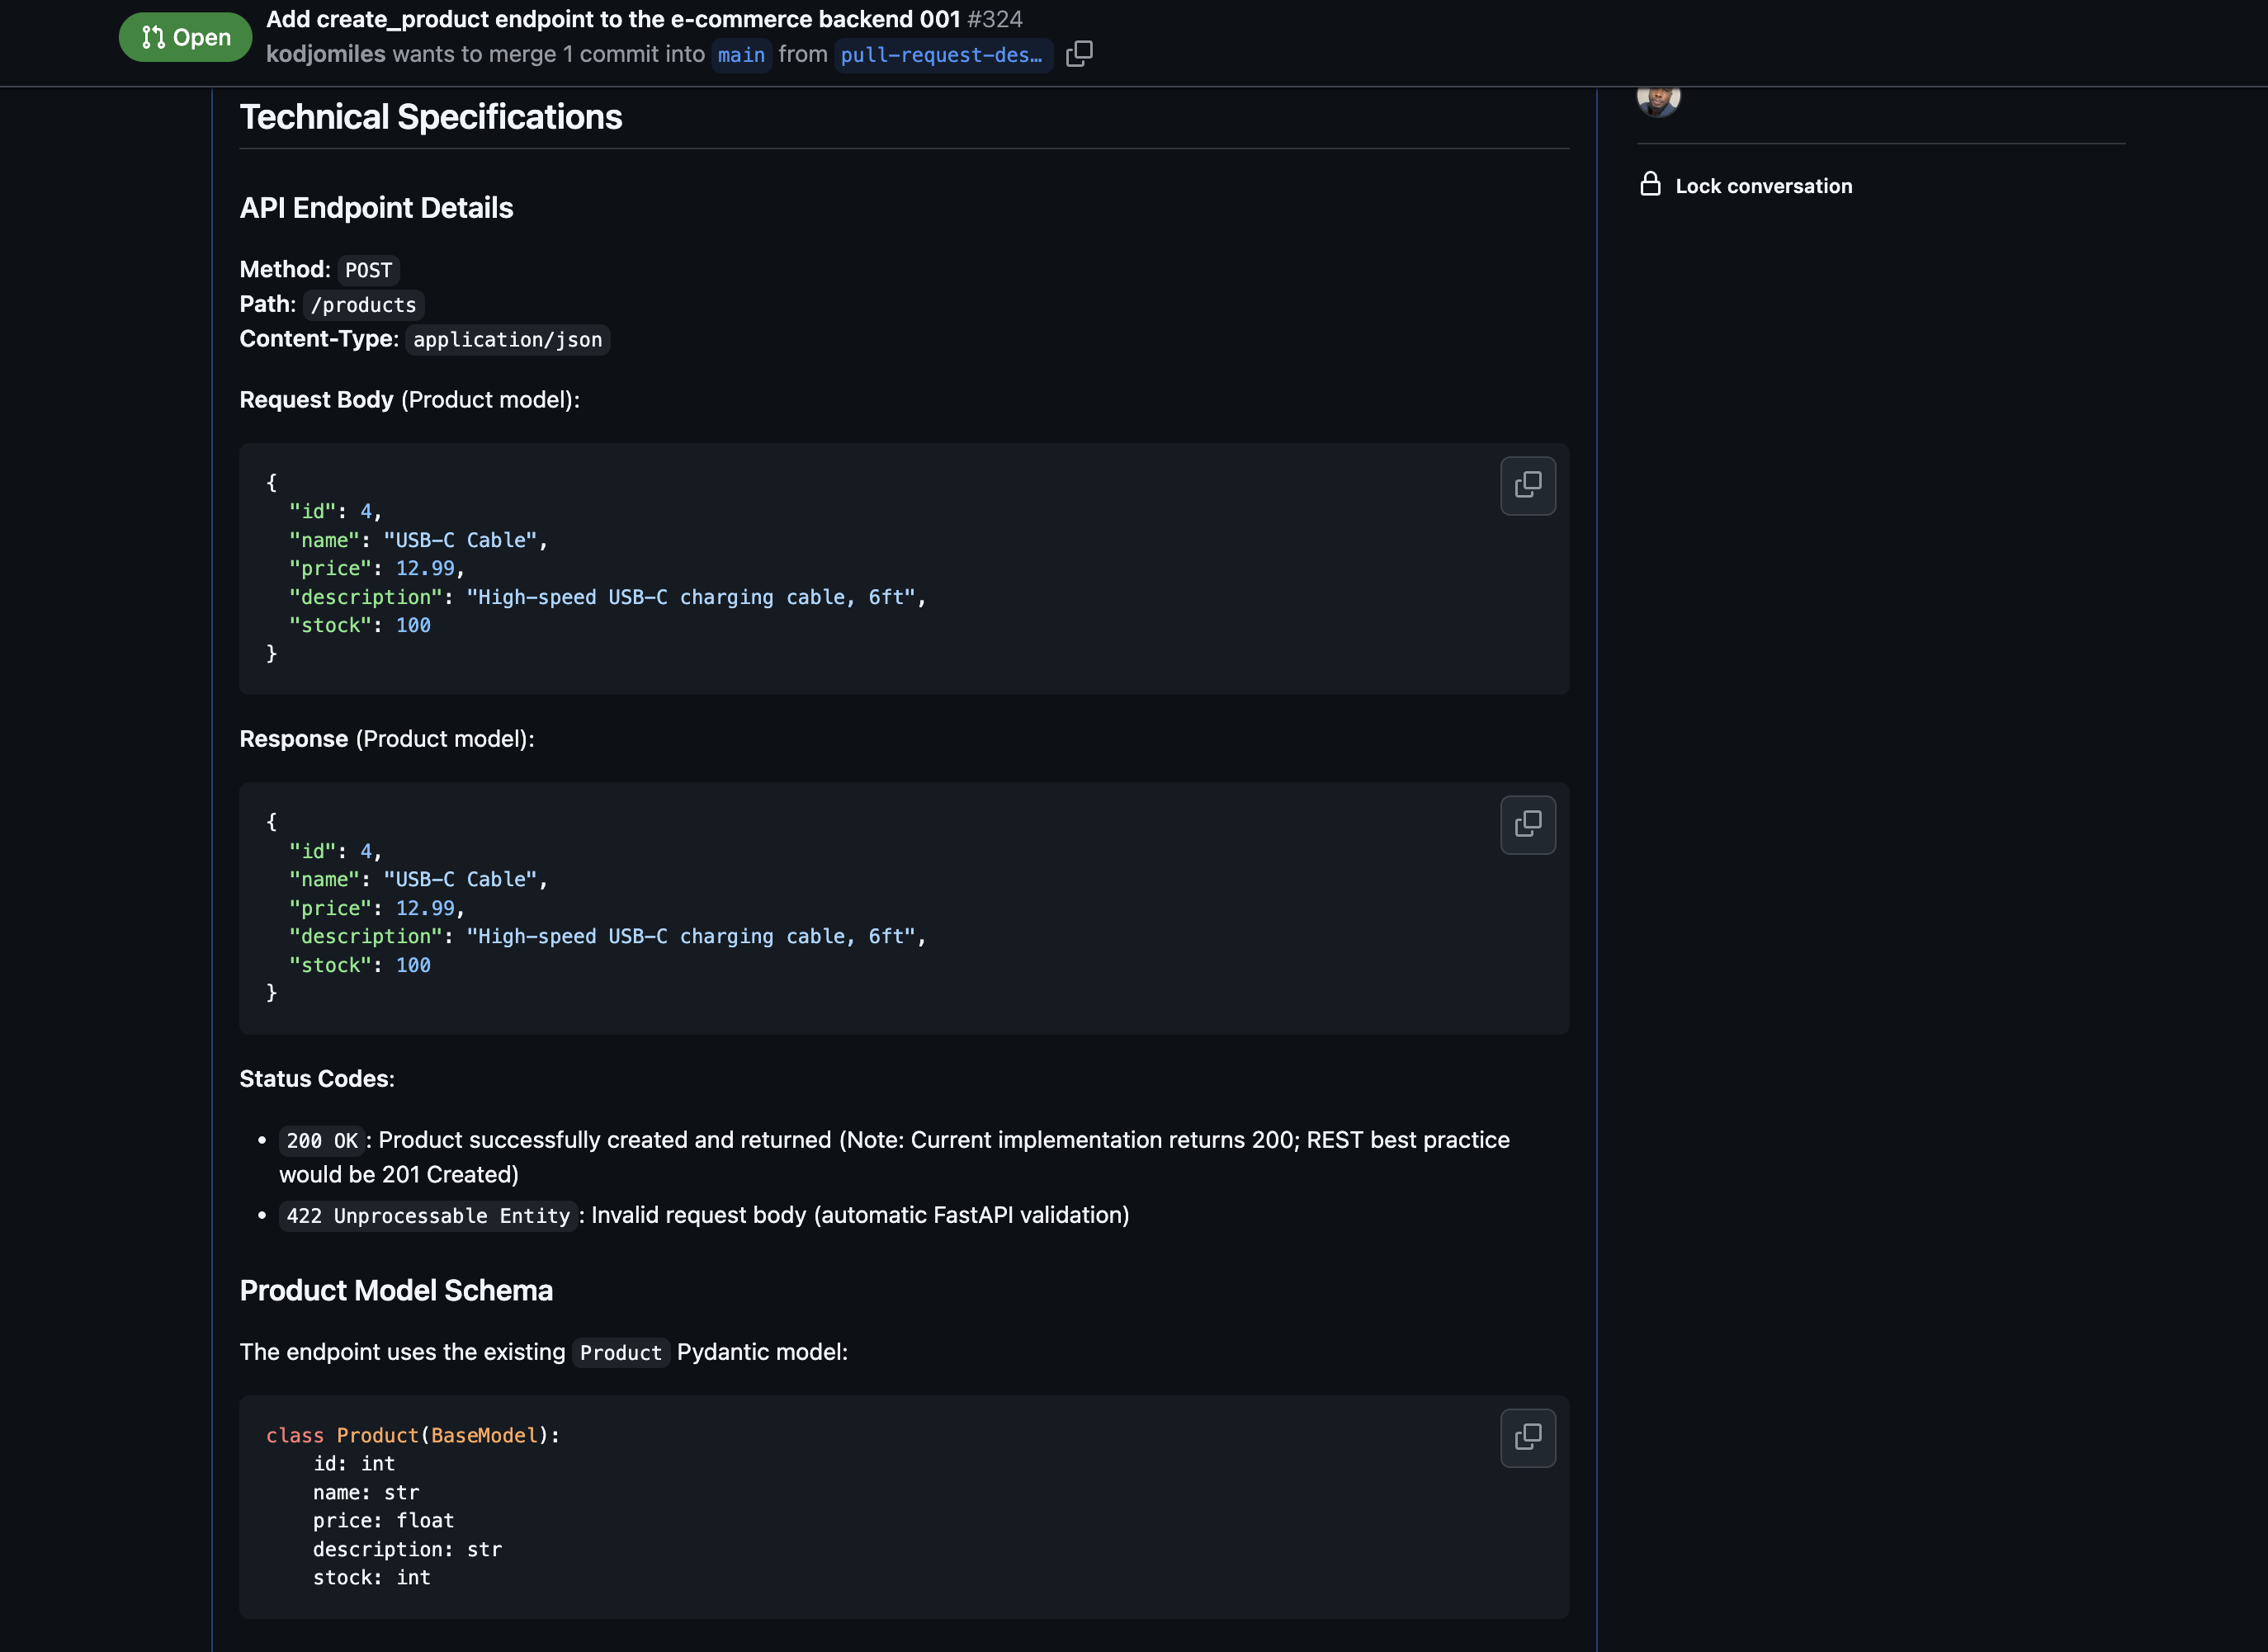 Open
Add create_product endpoint to the e-commerce backend 001 #324
kodjomiles wants to merge 1 commit into main from pull-request-des…
Technical Specifications
API Endpoint Details
Method: POST
Path: /products
Content-Type: application/json
Request Body (Product model):
{
  "id": 4,
  "name": "USB-C Cable",
  "price": 12.99,
  "description": "High-speed USB-C charging cable, 6ft",
  "stock": 100
}
Response (Product model):
{
  "id": 4,
  "name": "USB-C Cable",
  "price": 12.99,
  "description": "High-speed USB-C charging cable, 6ft",
  "stock": 100
}
Status Codes:
• 200 OK: Product successfully created and returned (Note: Current implementation returns 200; REST best practice
would be 201 Created)
• 422 Unprocessable Entity: Invalid request body (automatic FastAPI validation)
Product Model Schema
The endpoint uses the existing Product Pydantic model:
class Product(BaseModel):
    id: int
    name: str
    price: float
    description: str
    stock: int
Lock conversation